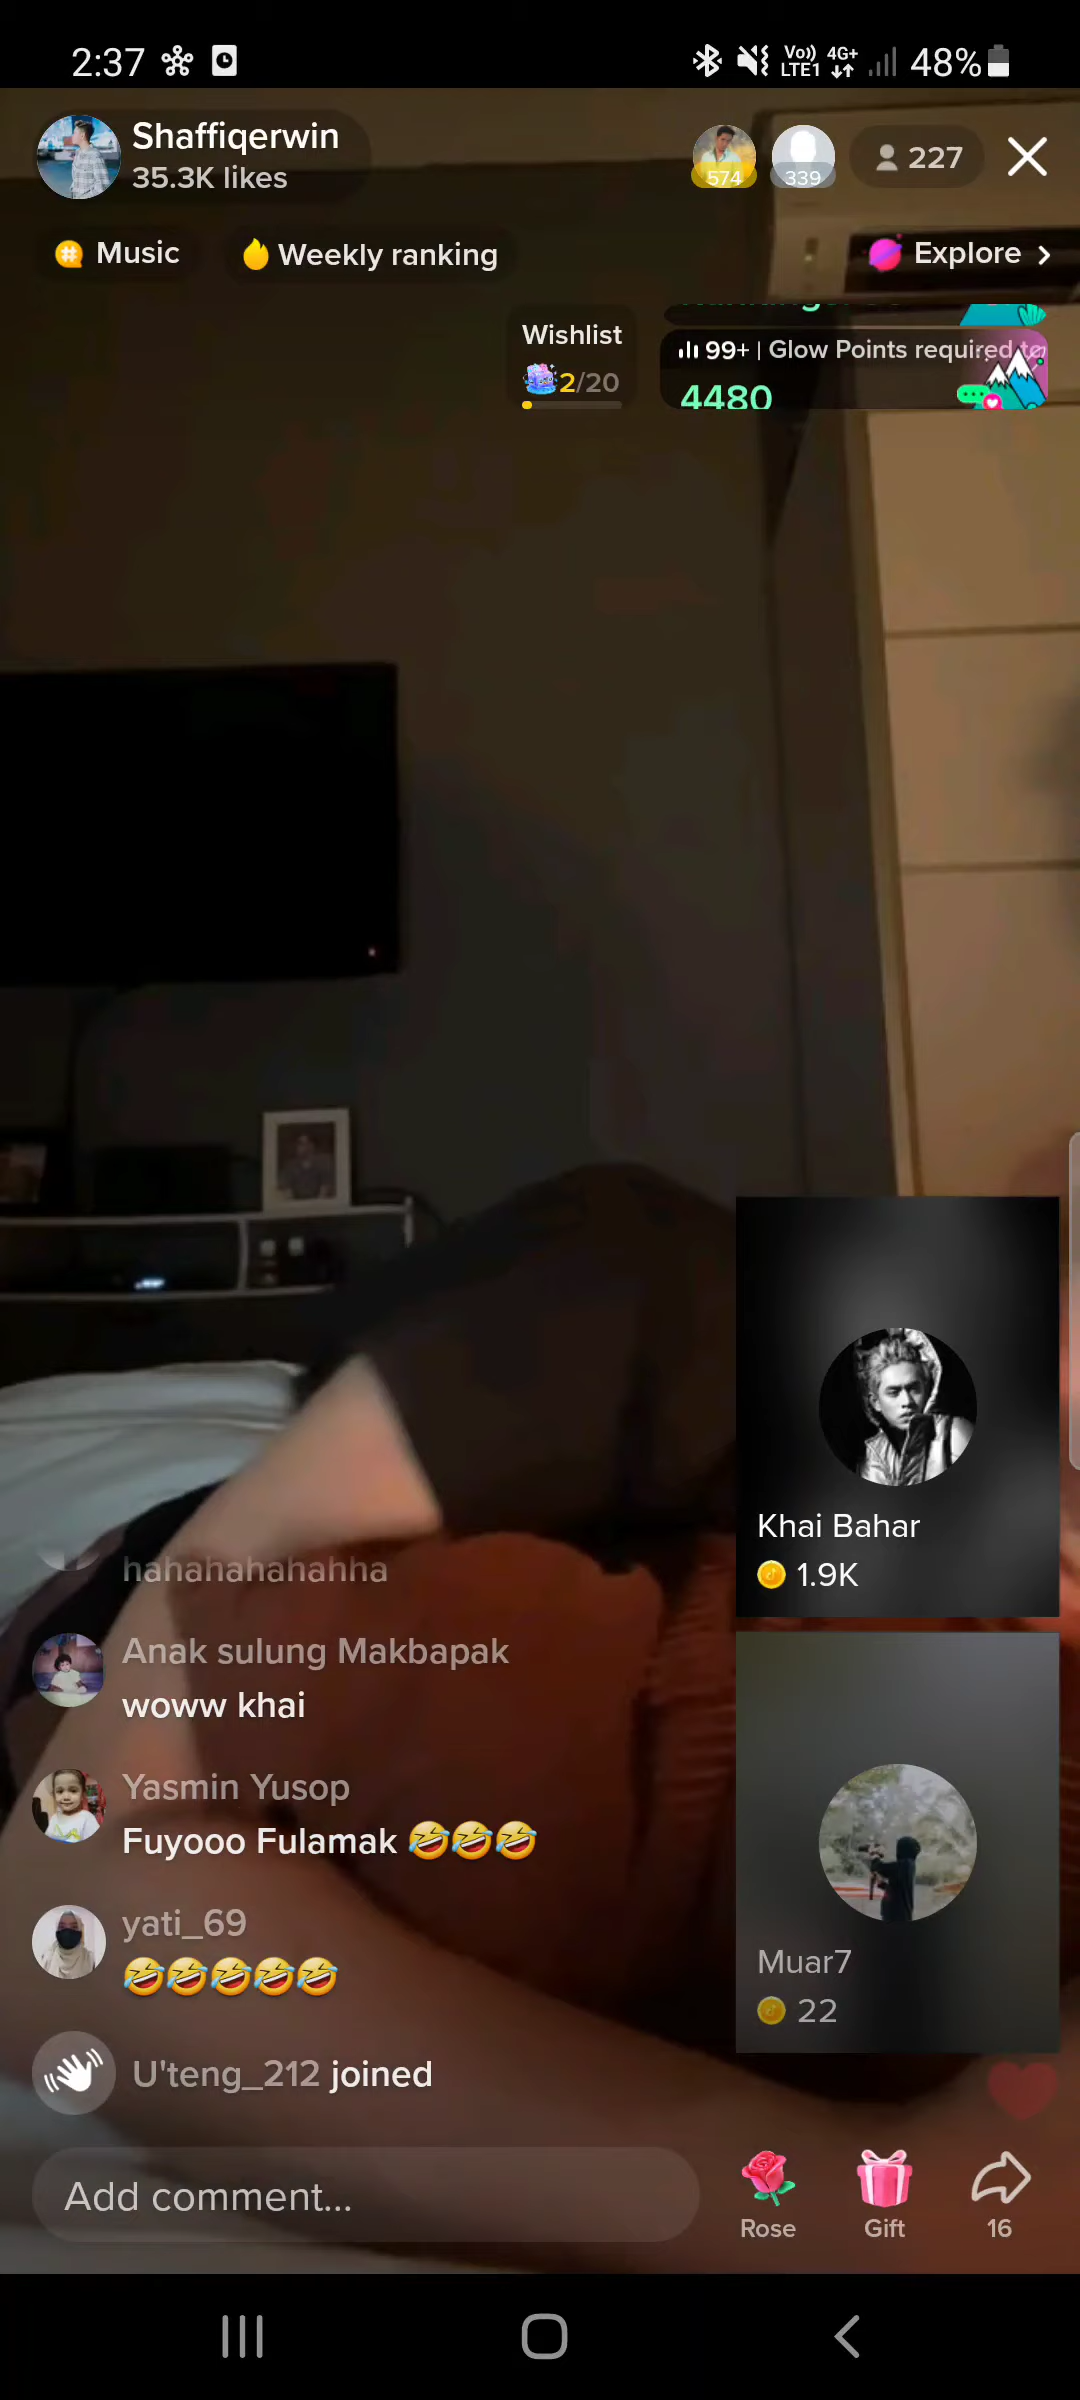 2:37
Vo))
LTE1
4G+
48%
Shaffiqerwin
35.3K likes
574
339
227
Music
Weekly ranking
Explore
Wishlist
2/20
99+ | Glow Points required to
4480
Khai Bahar
1.9K
hahahahahahha
Anak sulung Makbapak
woww khai
Yasmin Yusop
Fuyooo Fulamak 🤣🤣🤣
yati_69
🤣🤣🤣🤣🤣
Muar7
22
U'teng_212 joined
Add comment...
Rose
Gift
16